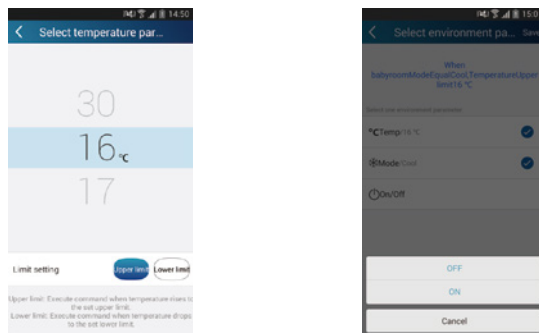 14:50
Select temperature par...
30
16 °C
17
Limit setting
Upper limit
Lower limit
Upper limit: Execute command when temperature rises to
the set upper limit.
Lower limit: Execute command when temperature drops
to the set lower limit.
15:0
Select environment pa...
Save
When
babyroomModeEqualCool,TemperatureUpper
limit16 °C
Select one environment parameter
°CTemp/16 °C
Mode/Cool
On/Off
OFF
ON
Cancel